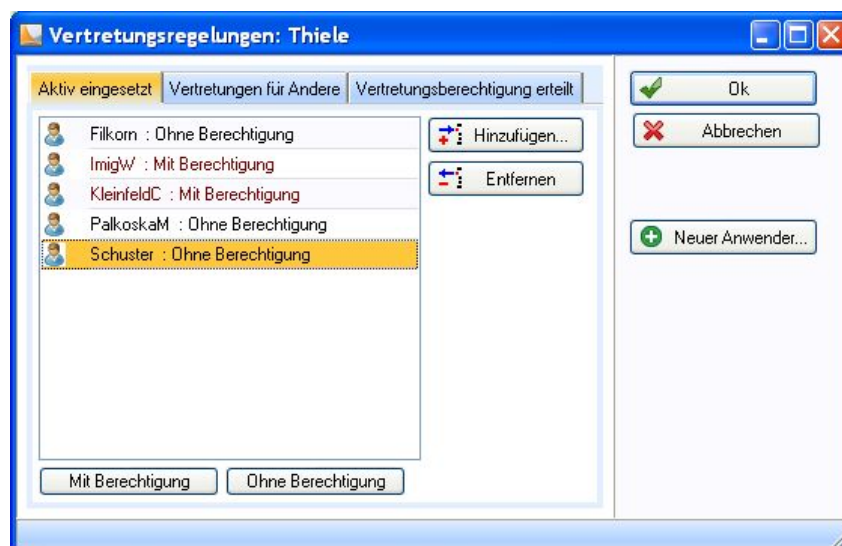 Vertretungsregelungen: Thiele
Aktiv eingesetzt
Vertretungen für Andere
Vertretungsberechtigung erteilt
Filkorn : Ohne Berechtigung
ImigW : Mit Berechtigung
KleinfeldC : Mit Berechtigung
PalkoskaM : Ohne Berechtigung
Schuster : Ohne Berechtigung
Hinzufügen...
Entfernen
Mit Berechtigung
Ohne Berechtigung
Ok
Abbrechen
Neuer Anwender...